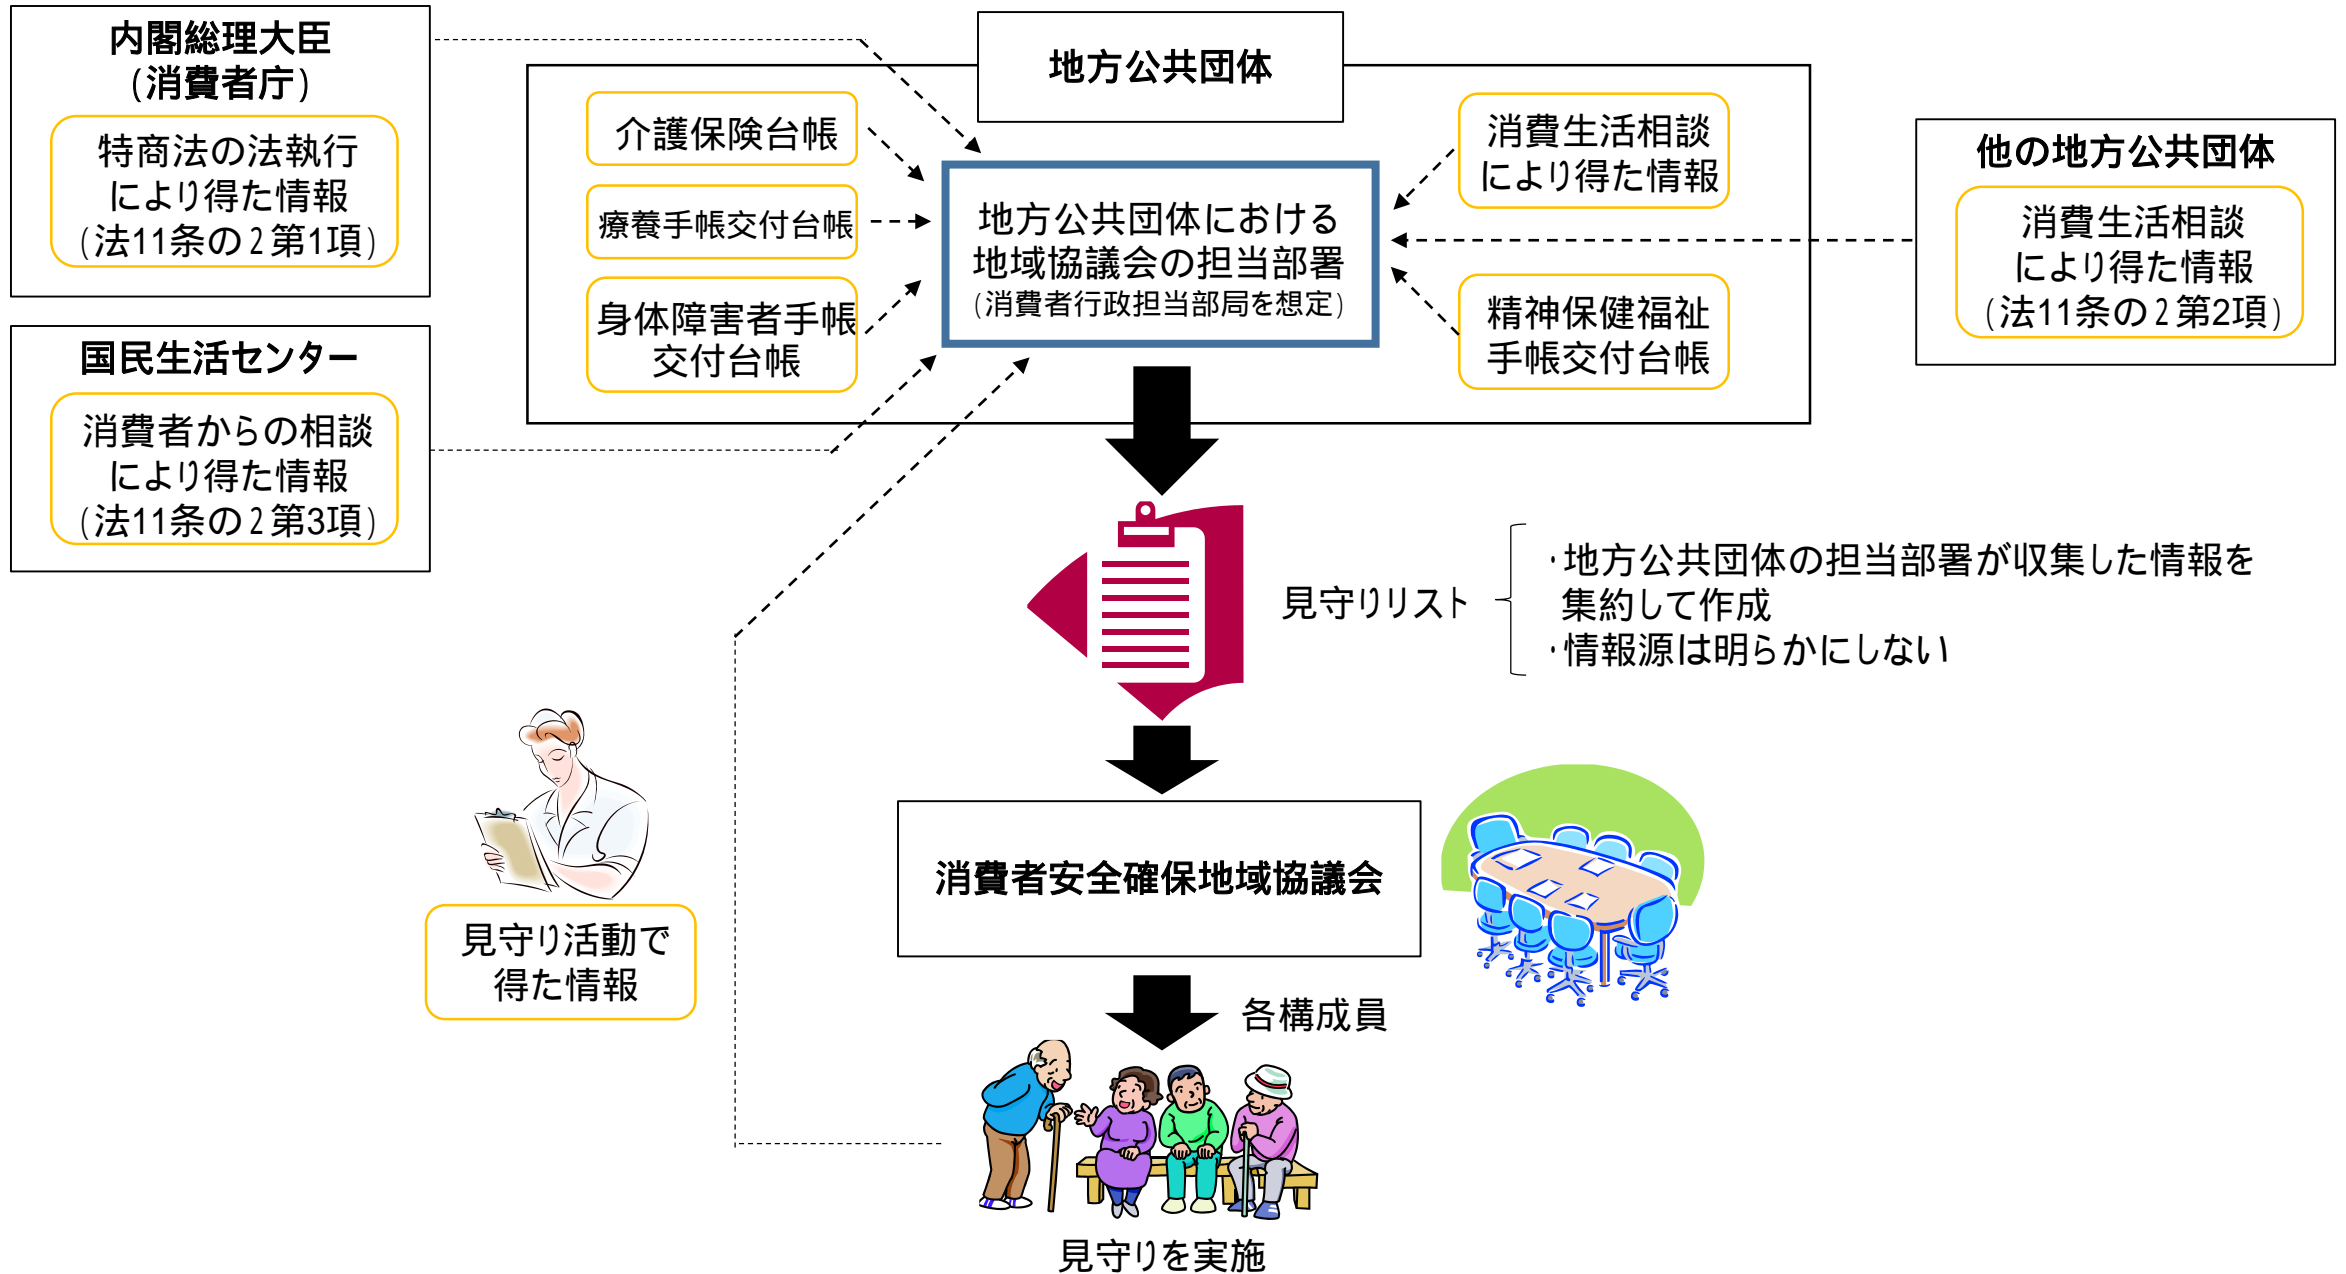 内閣総理大臣
(消費者庁)
特商法の法執行
により得た情報
(法11条の2第1項)
国民生活センター
消費者からの相談
により得た情報
(法11条の2第3項)
地方公共団体
介護保険台帳
療養手帳交付台帳
身体障害者手帳
交付台帳
地方公共団体における
地域協議会の担当部署
(消費者行政担当部局を想定)
消費生活相談
により得た情報
精神保健福祉
手帳交付台帳
他の地方公共団体
消費生活相談
により得た情報
(法11条の2第2項)
見守りリスト
・地方公共団体の担当部署が収集した情報を
集約して作成
・情報源は明らかにしない
消費者安全確保地域協議会
見守り活動で
得た情報
各構成員
見守りを実施